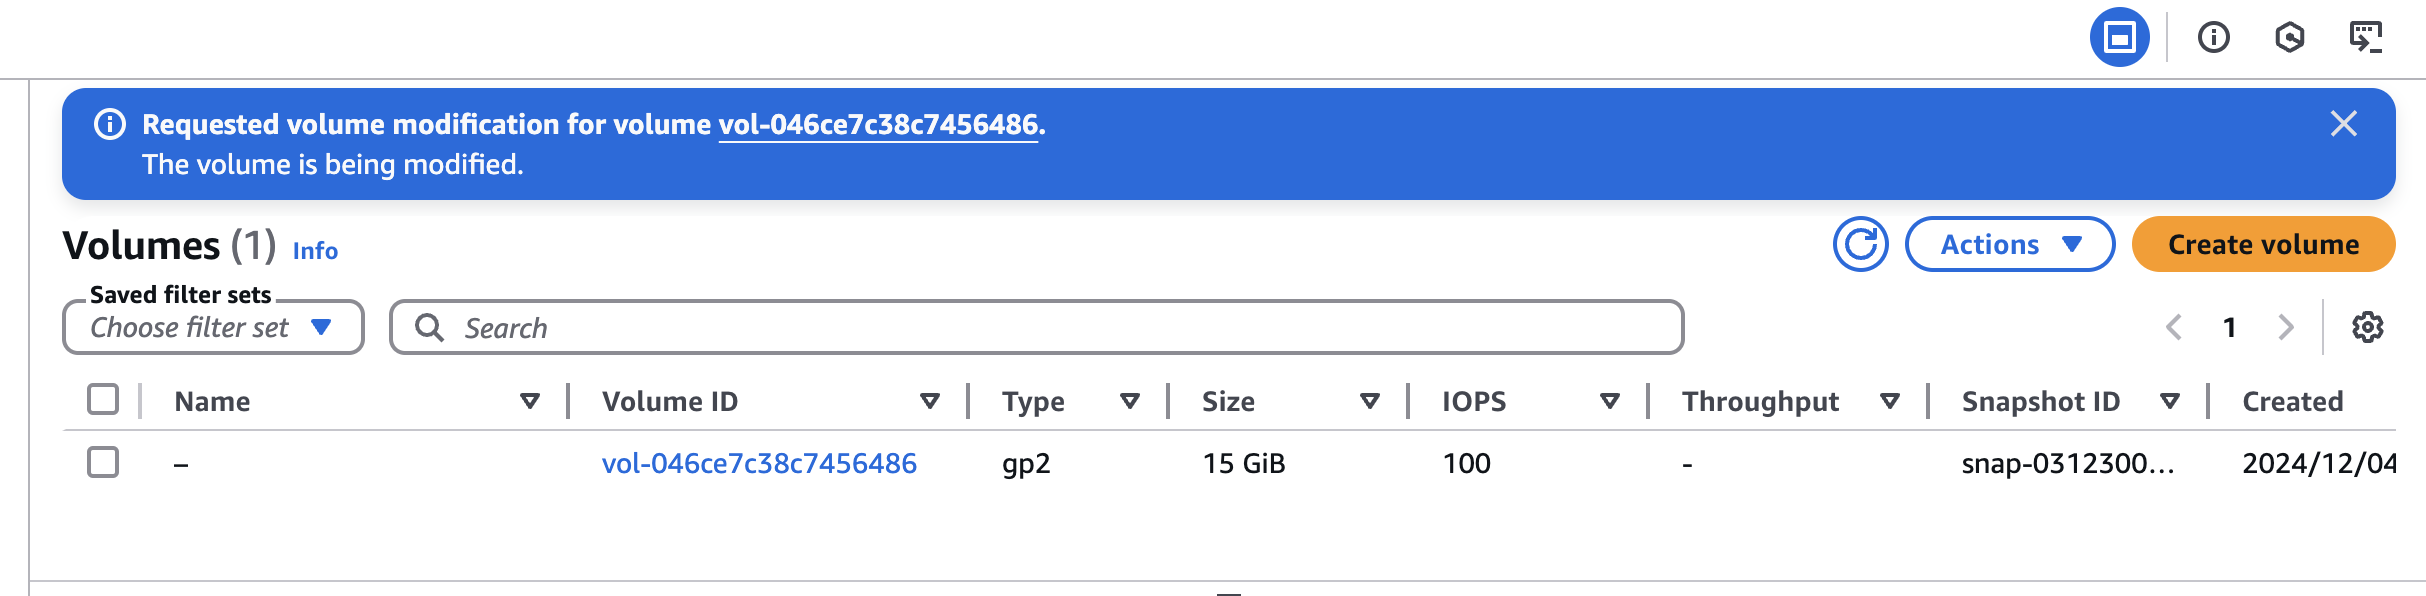 Requested volume modification for volume vol-046ce7c38c7456486.
The volume is being modified.
Volumes (1) Info
Actions
Create volume
Saved filter sets
Choose filter set
Search
1
Name Volume ID Type Size IOPS Throughput Snapshot ID Created
– vol-046ce7c38c7456486 gp2 15 GiB 100 - snap-0312300... 2024/12/04